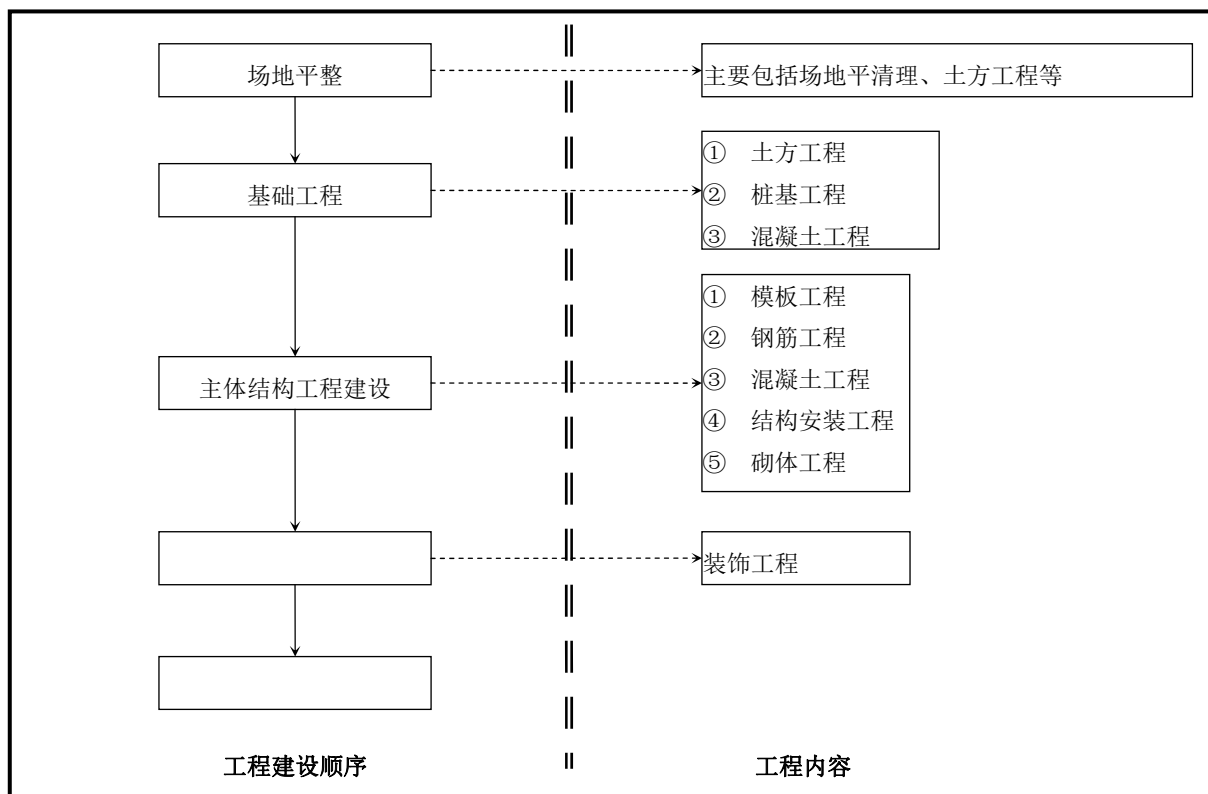 场地平整
主要包括场地平清理、土方工程等
基础工程
① 土方工程
② 桩基工程
③ 混凝土工程
主体结构工程建设
① 模板工程
② 钢筋工程
③ 混凝土工程
④ 结构安装工程
⑤ 砌体工程
装饰工程
工程建设顺序
工程内容